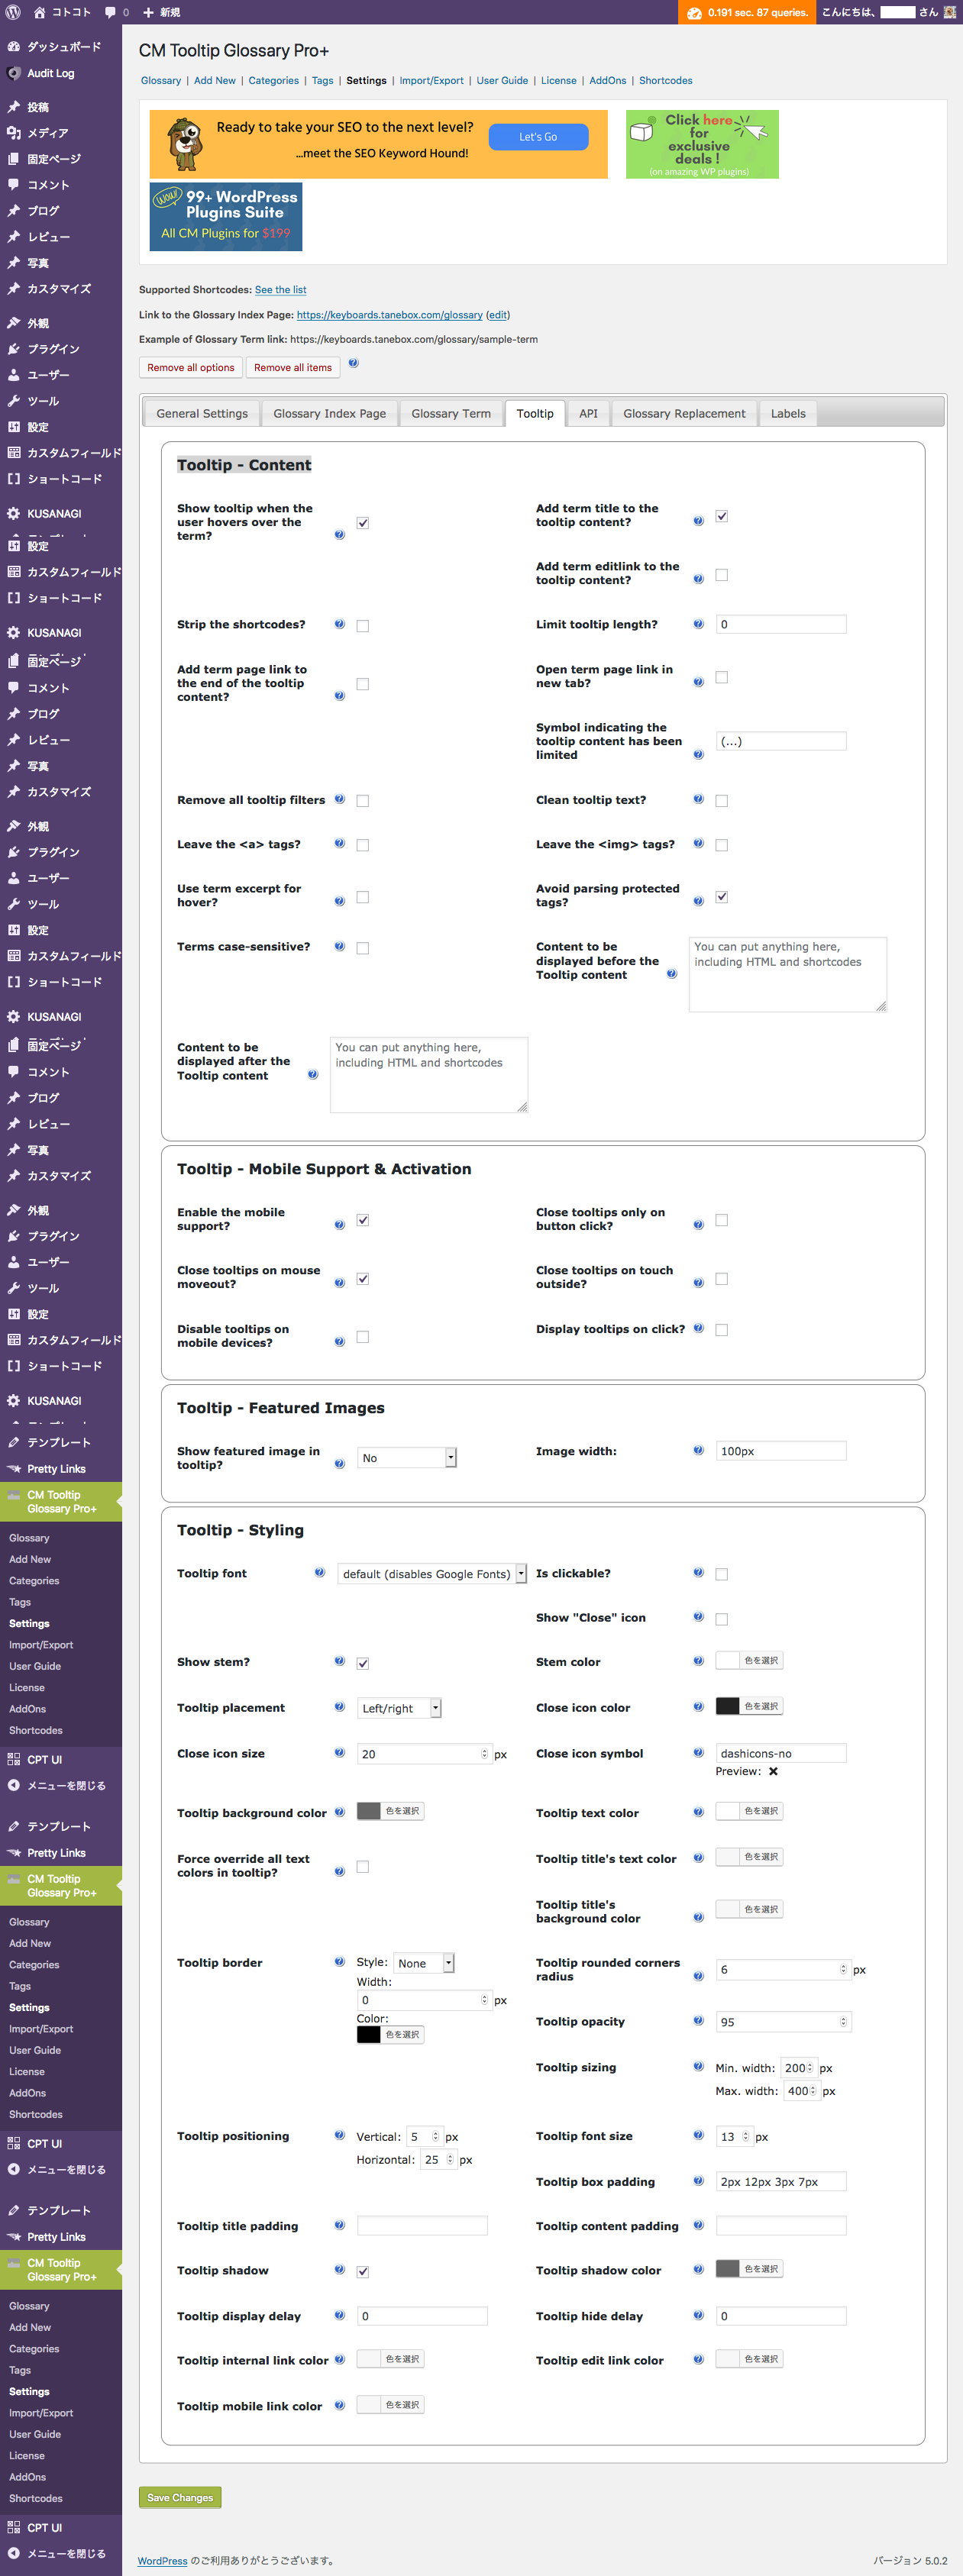 コトコト 0 新規 0.191 sec. 87 queries. こんにちは、 さん
ダッシュボード
Audit Log
投稿
メディア
固定ページ
コメント
ブログ
レビュー
写真
カスタマイズ
外観
プラグイン
ユーザー
ツール
設定
カスタムフィールド
ショートコード
KUSANAGI
設定
カスタムフィールド
ショートコード
KUSANAGI
固定ページ
コメント
ブログ
レビュー
写真
カスタマイズ
外観
プラグイン
ユーザー
ツール
設定
カスタムフィールド
ショートコード
KUSANAGI
固定ページ
コメント
ブログ
レビュー
写真
カスタマイズ
外観
プラグイン
ユーザー
ツール
設定
カスタムフィールド
ショートコード
KUSANAGI
テンプレート
Pretty Links
CM Tooltip
Glossary Pro+
Glossary
Add New
Categories
Tags
Settings
Import/Export
User Guide
License
AddOns
Shortcodes
CPT UI
メニューを閉じる
テンプレート
Pretty Links
CM Tooltip
Glossary Pro+
Glossary
Add New
Categories
Tags
Settings
Import/Export
User Guide
License
AddOns
Shortcodes
CPT UI
メニューを閉じる
テンプレート
Pretty Links
CM Tooltip
Glossary Pro+
Glossary
Add New
Categories
Tags
Settings
Import/Export
User Guide
License
AddOns
Shortcodes
CPT UI
メニューを閉じる
CM Tooltip Glossary Pro+
Glossary | Add New | Categories | Tags | Settings | Import/Export | User Guide | License | AddOns | Shortcodes
Ready to take your SEO to the next level?
...meet the SEO Keyword Hound!
Let's Go
Click here
for
exclusive
deals !
(on amazing WP plugins)
Wow! 99+ WordPress
Plugins Suite
All CM Plugins for $199
Supported Shortcodes: See the list
Link to the Glossary Index Page: https://keyboards.tanebox.com/glossary (edit)
Example of Glossary Term link: https://keyboards.tanebox.com/glossary/sample-term
Remove all options Remove all items
General Settings Glossary Index Page Glossary Term Tooltip API Glossary Replacement Labels
Tooltip - Content
Show tooltip when the
user hovers over the
term?
Add term title to the
tooltip content?
Add term editlink to the
tooltip content?
Strip the shortcodes?
Limit tooltip length? 0
Add term page link to
the end of the tooltip
content?
Open term page link in
new tab?
Symbol indicating the
tooltip content has been
limited
(...)
Remove all tooltip filters
Clean tooltip text?
Leave the <a> tags?
Leave the <img> tags?
Use term excerpt for
hover?
Avoid parsing protected
tags?
Terms case-sensitive?
Content to be
displayed before the
Tooltip content
You can put anything here,
including HTML and shortcodes
Content to be
displayed after the
Tooltip content
You can put anything here,
including HTML and shortcodes
Tooltip - Mobile Support & Activation
Enable the mobile
support?
Close tooltips only on
button click?
Close tooltips on mouse
moveout?
Close tooltips on touch
outside?
Disable tooltips on
mobile devices?
Display tooltips on click?
Tooltip - Featured Images
Show featured image in
tooltip?
No
Image width: 100px
Tooltip - Styling
Tooltip font default (disables Google Fonts)
Is clickable?
Show "Close" icon
Show stem?
Stem color 色を選択
Tooltip placement Left/right
Close icon color 色を選択
Close icon size 20 px
Close icon symbol dashicons-no
Preview:
Tooltip background color 色を選択
Tooltip text color 色を選択
Force override all text
colors in tooltip?
Tooltip title's text color 色を選択
Tooltip title's
background color
色を選択
Tooltip border Style: None
Width:
0 px
Color:
色を選択
Tooltip rounded corners
radius
6 px
Tooltip opacity 95
Tooltip sizing Min. width: 200 px
Max. width: 400 px
Tooltip positioning Vertical: 5 px
Horizontal: 25 px
Tooltip font size 13 px
Tooltip box padding 2px 12px 3px 7px
Tooltip title padding
Tooltip content padding
Tooltip shadow
Tooltip shadow color 色を選択
Tooltip display delay 0
Tooltip hide delay 0
Tooltip internal link color 色を選択
Tooltip edit link color 色を選択
Tooltip mobile link color 色を選択
Save Changes
WordPress のご利用ありがとうございます。
バージョン 5.0.2